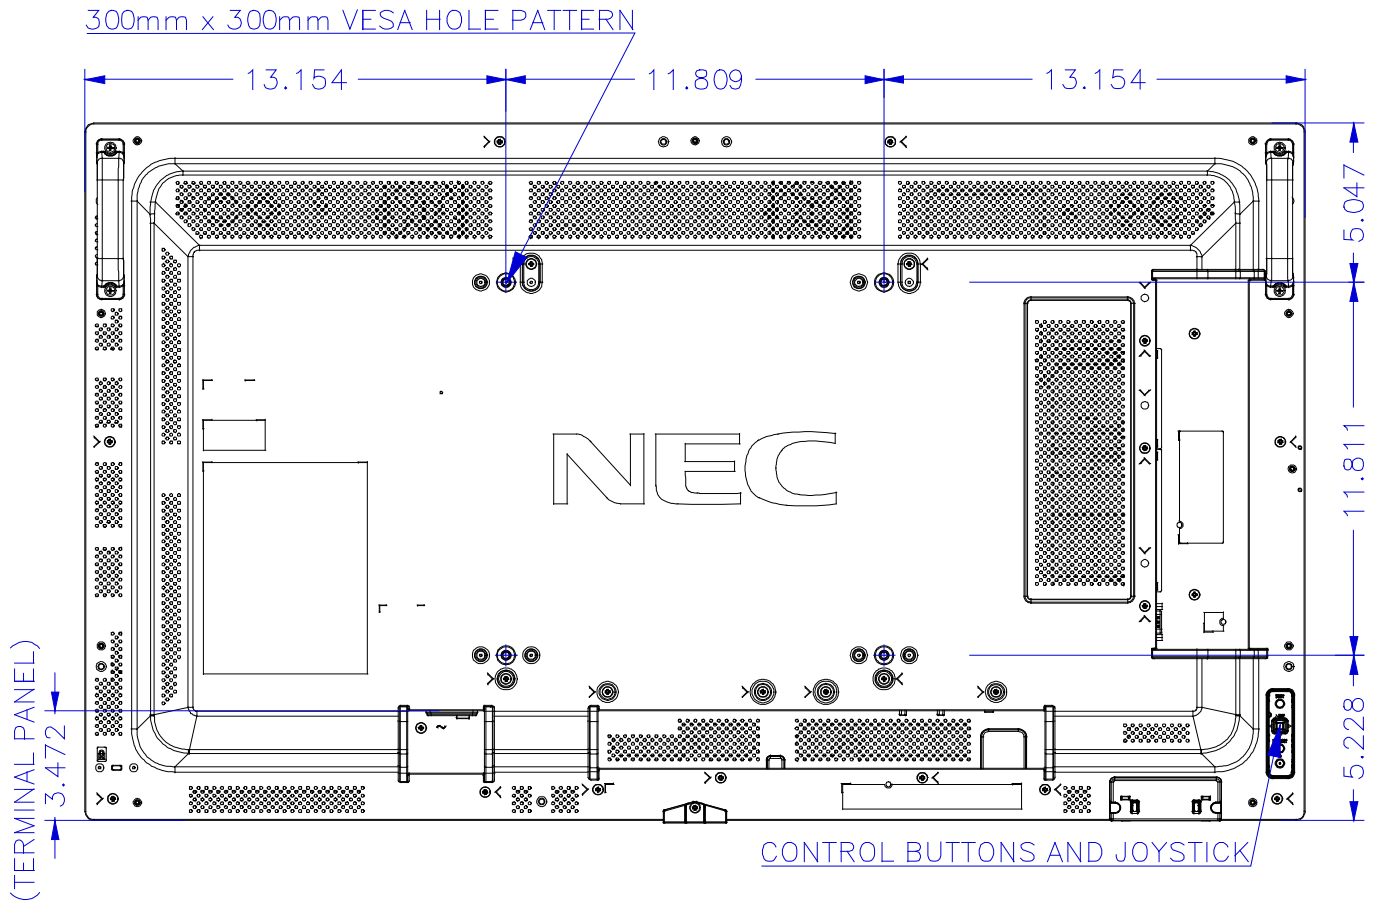 300mm x 300mm VESA HOLE PATTERN
13.154
11.809
13.154
5.047
11.811
NEC
5.228
(TERMINAL PANEL)
3.472
~
CONTROL BUTTONS AND JOYSTICK